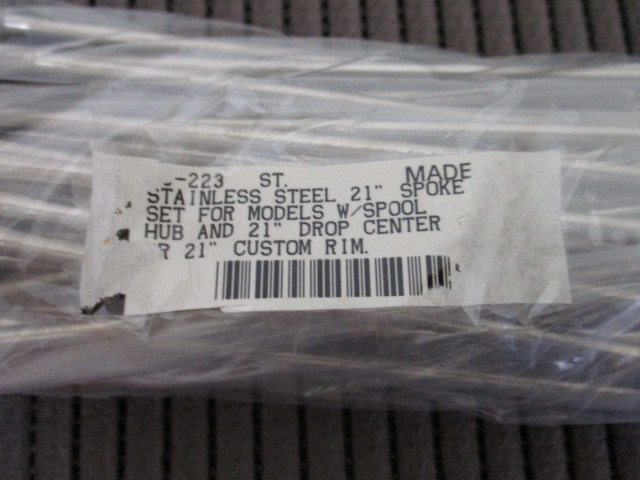 -223 ST. MADE
STAINLESS STEEL 21" SPOKE
SET FOR MODELS W/SPOOL
HUB AND 21" DROP CENTER
R 21" CUSTOM RIM.